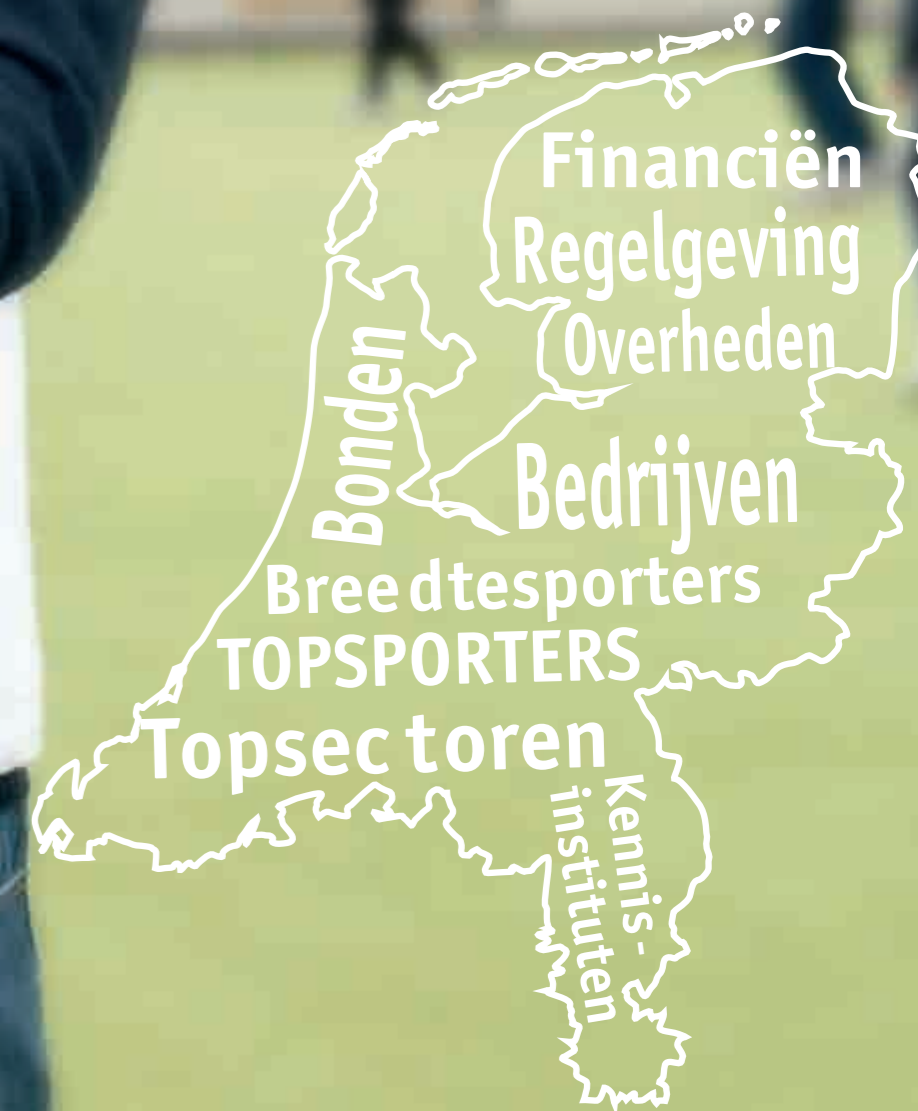 Financiën
Regelgeving
Overheden
Bonden
Bedrijven
Breedtesporters
TOPSPORTERS
Topsectoren
Kennis-
instituten